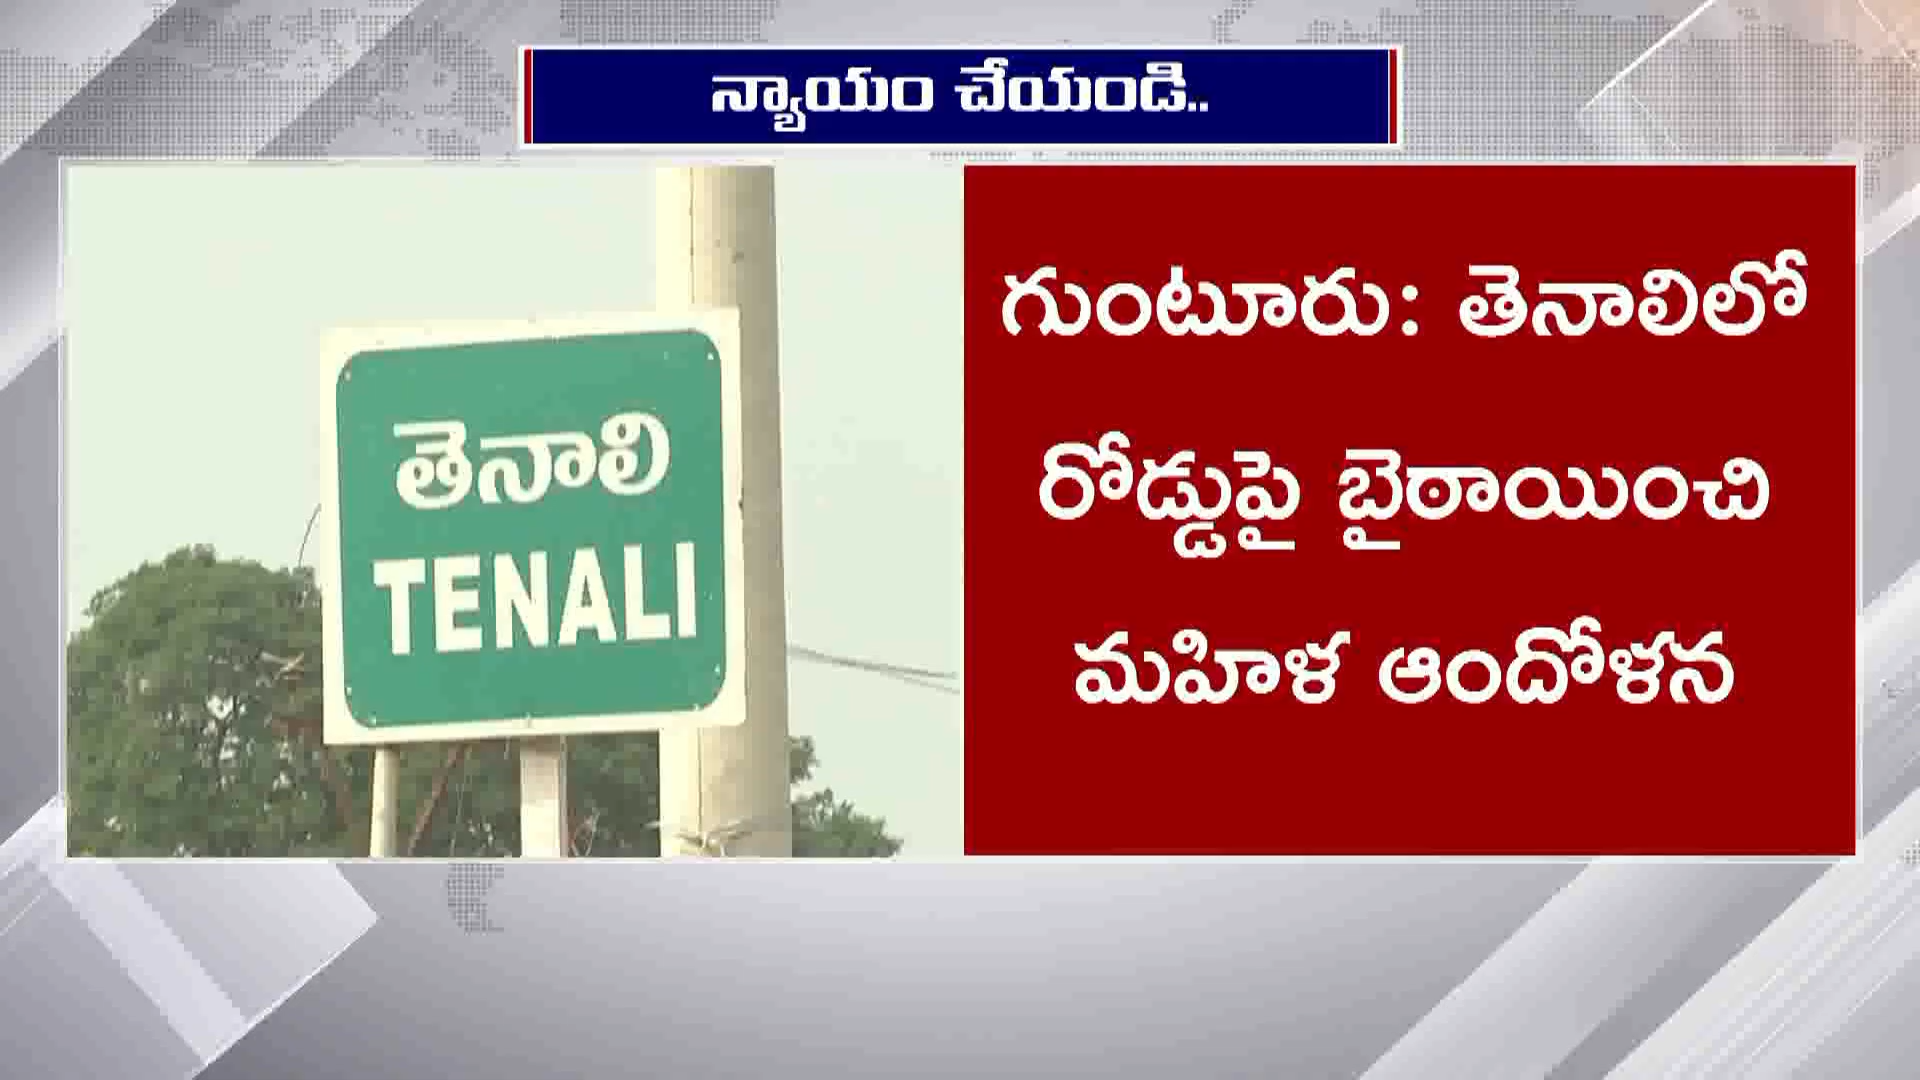 న్యాయం చేయండి..
తెనాలి
TENALI
గుంటూరు: తెనాలిలో
రోడ్డుపై బైఠాయించి
మహిళ ఆందోళన